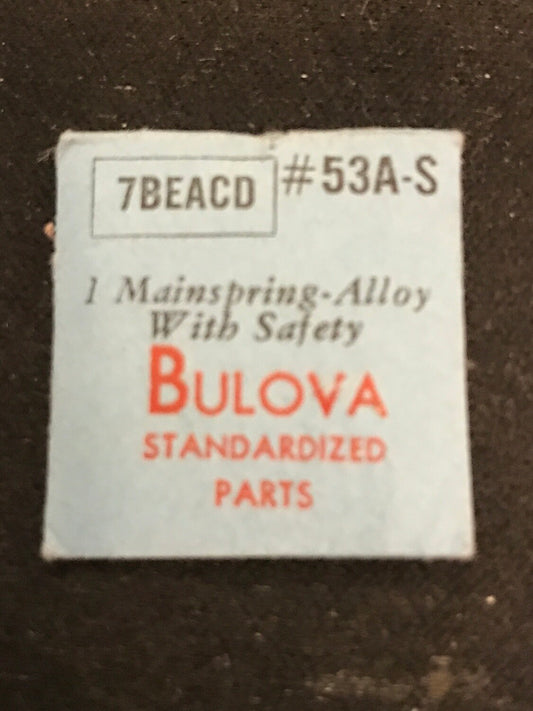 7BEACD #53A-S
1 Mainspring-Alloy
With Safety
BULOVA
STANDARDIZED
PARTS